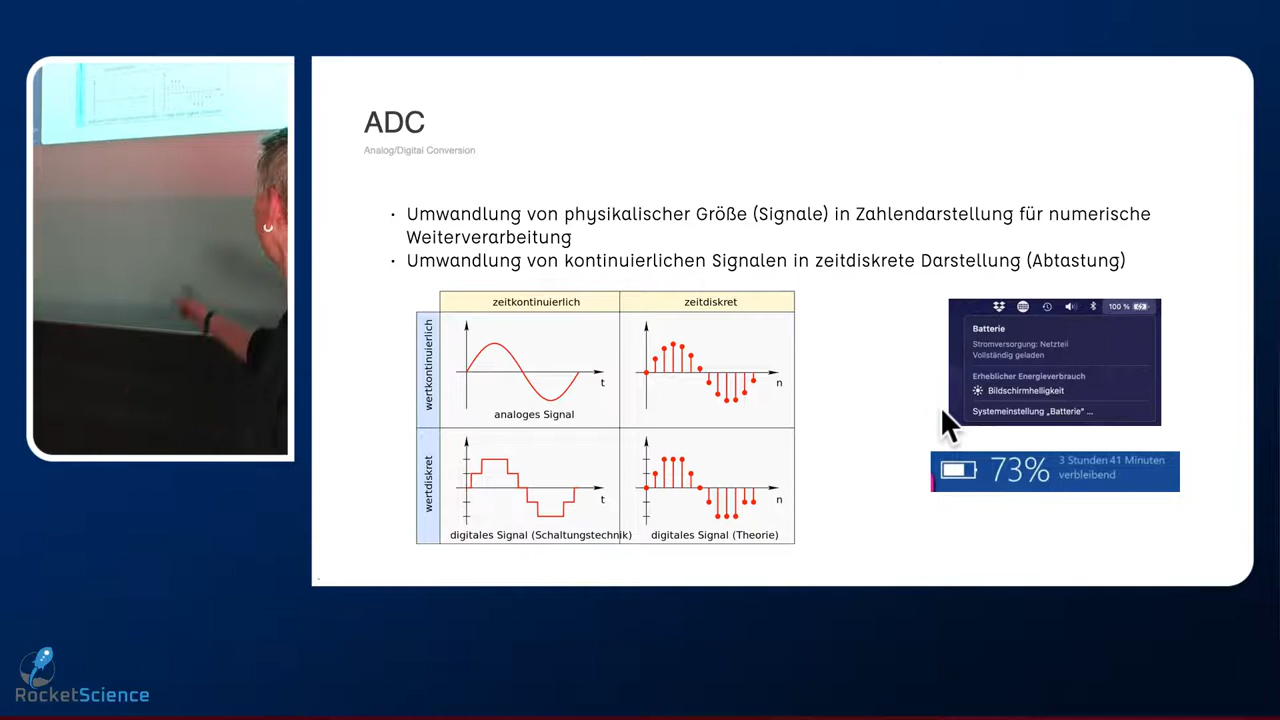 ADC
Analog/Digital Conversion
· Umwandlung von physikalischer Größe (Signale) in Zahlendarstellung für numerische
Weiterverarbeitung
· Umwandlung von kontinuierlichen Signalen in zeitdiskrete Darstellung (Abtastung)
zeitkontinuierlich
zeitdiskret
wertkontinuierlich
t
analoges Signal
n
wertdiskret
t
digitales Signal (Schaltungstechnik)
n
digitales Signal (Theorie)
100 %
Batterie
Stromversorgung: Netzteil
Vollständig geladen
Erheblicher Energieverbrauch
Bildschirmhelligkeit
Systemeinstellung „Batterie“ ...
73%
3 Stunden 41 Minuten
verbleibend
RocketScience